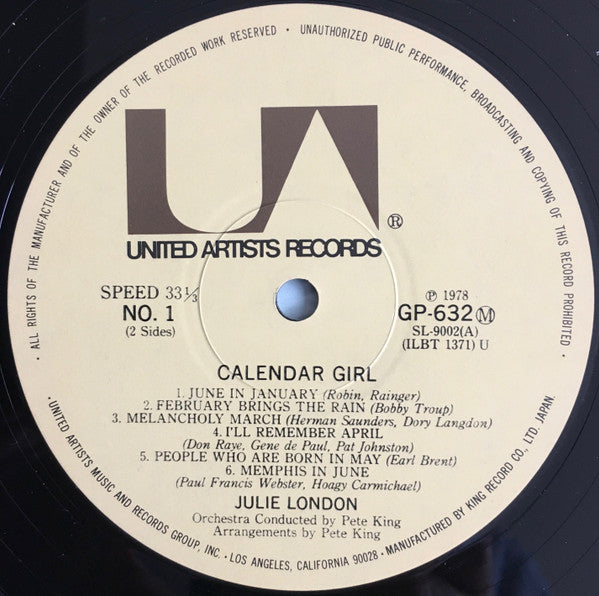 · ALL RIGHTS OF THE MANUFACTURER AND OF THE OWNER OF THE RECORDED WORK RESERVED · UNAUTHORIZED PUBLIC PERFORMANCE, BROADCASTING AND COPYING OF THIS RECORD PROHIBITED ·
UA®
UNITED ARTISTS RECORDS
SPEED 33 1/3
NO. 1
(2 Sides)
Ⓟ 1978
GP-632 Ⓜ
SL-9002(A)
(ILBT 1371) U
CALENDAR GIRL
1. JUNE IN JANUARY (Robin, Rainger)
2. FEBRUARY BRINGS THE RAIN (Bobby Troup)
3. MELANCHOLY MARCH (Herman Saunders, Dory Langdon)
4. I'LL REMEMBER APRIL
(Don Raye, Gene de Paul, Pat Johnston)
5. PEOPLE WHO ARE BORN IN MAY (Earl Brent)
6. MEMPHIS IN JUNE
(Paul Francis Webster, Hoagy Carmichael)
JULIE LONDON
Orchestra Conducted by Pete King
Arrangements by Pete King
· UNITED ARTISTS MUSIC AND RECORDS GROUP, INC. · LOS ANGELES, CALIFORNIA 90028 · MANUFACTURED BY KING RECORD CO., LTD. JAPAN.